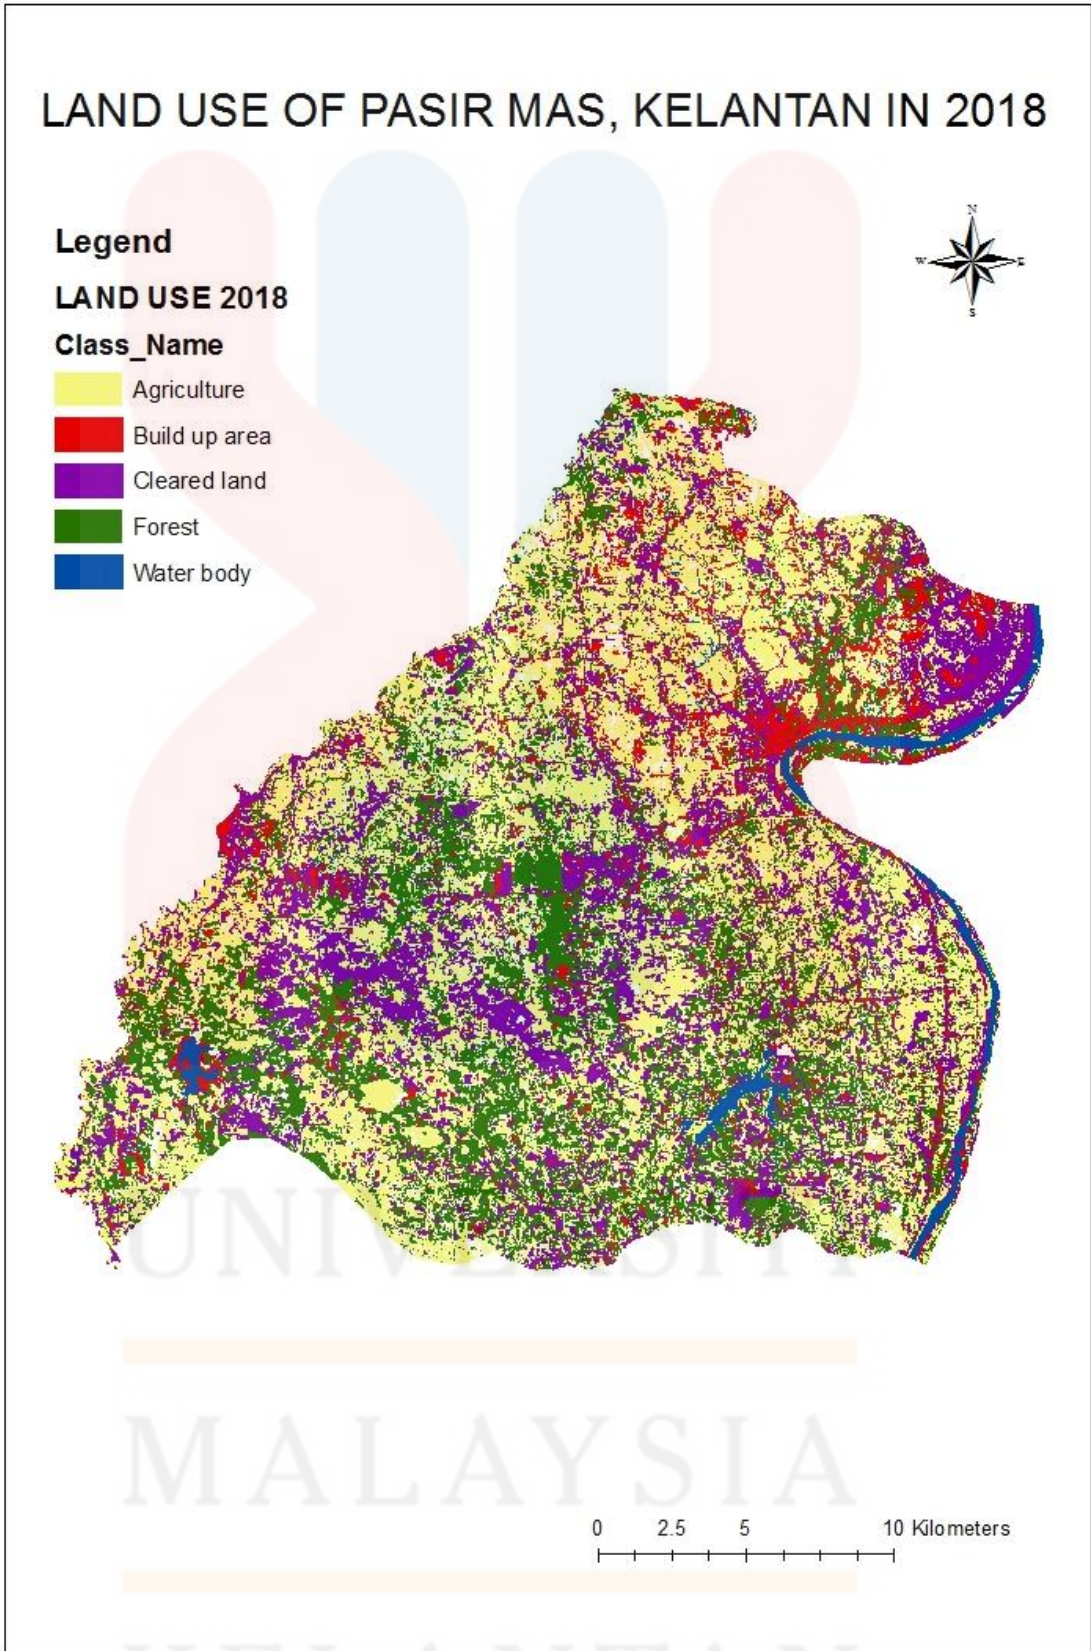 LAND USE OF PASIR MAS, KELANTAN IN 2018
N
W
E
S
Legend
LAND USE 2018
Class_Name
Agriculture
Build up area
Cleared land
Forest
Water body
UNIVERSITI
MALAYSIA
0 2.5 5 10 Kilometers
KELANTAN